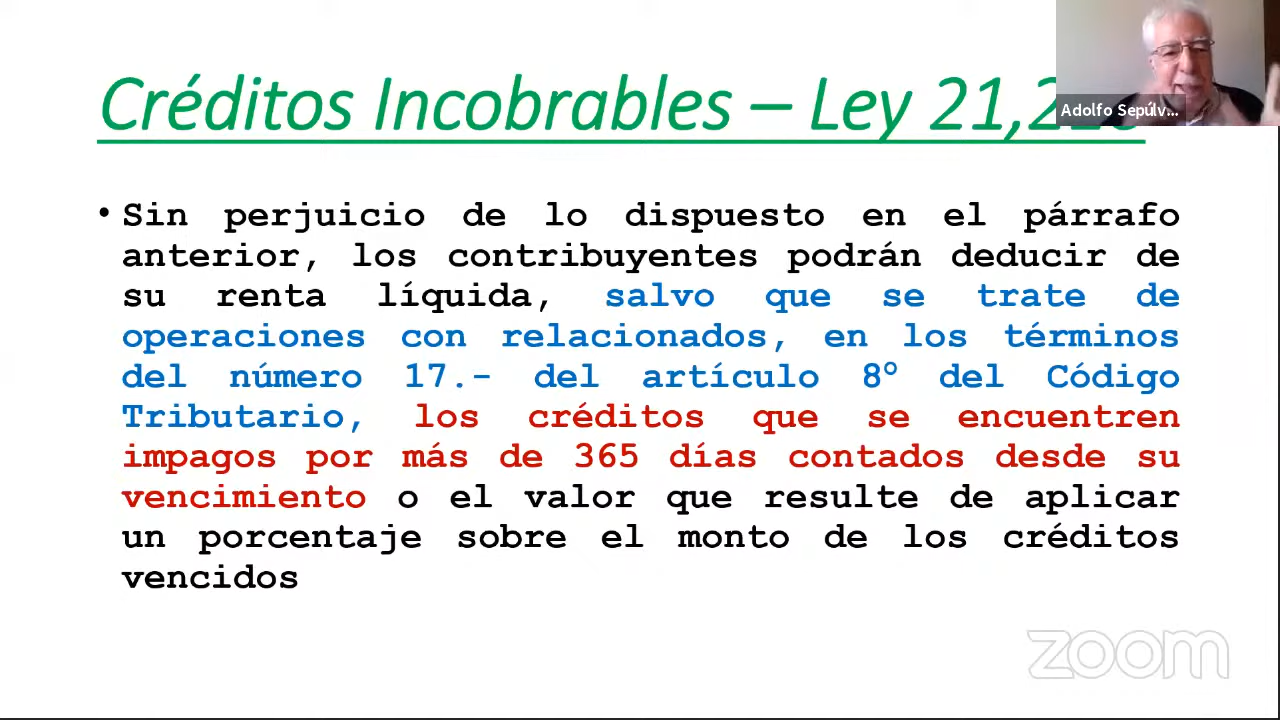 Créditos Incobrables – Ley
Adolfo Sepúlv...
• Sin perjuicio de lo dispuesto en el párrafo
anterior, los contribuyentes podrán deducir de
su renta líquida, salvo que se trate de
operaciones con relacionados, en los términos
del número 17.- del artículo 8º del Código
Tributario, los créditos que se encuentren
impagos por más de 365 días contados desde su
vencimiento o el valor que resulte de aplicar
un porcentaje sobre el monto de los créditos
vencidos
zoom